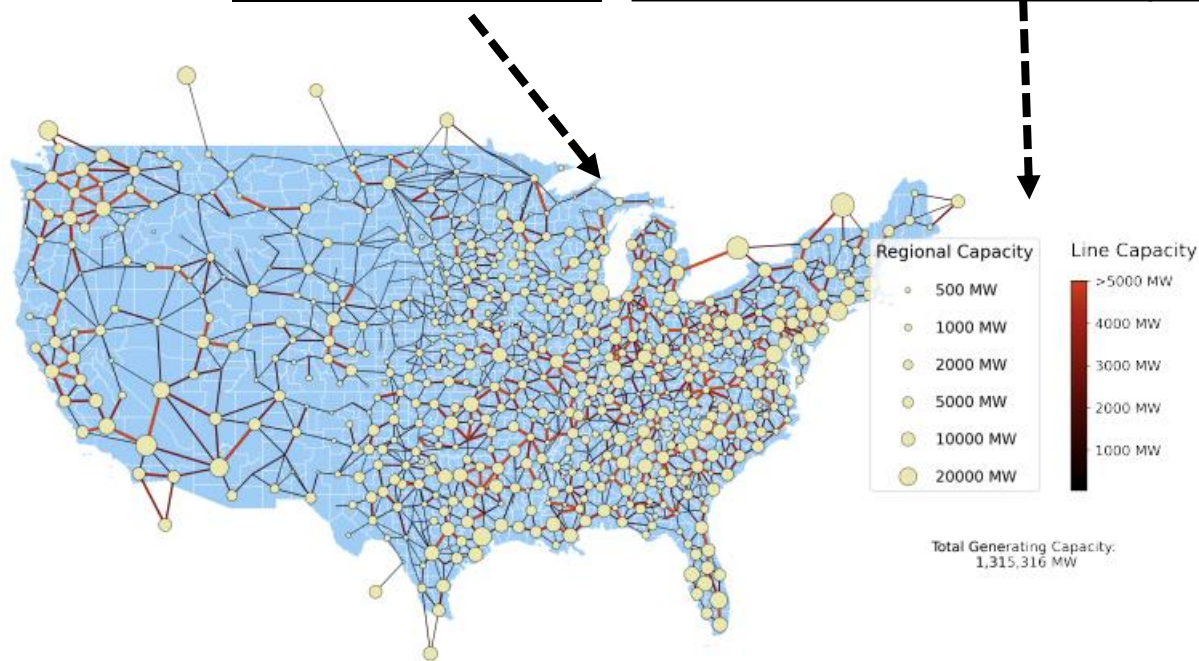 Regional Capacity
500 MW
1000 MW
2000 MW
5000 MW
10000 MW
20000 MW
Line Capacity
>5000 MW
4000 MW
3000 MW
2000 MW
1000 MW
Total Generating Capacity:
1,315,316 MW